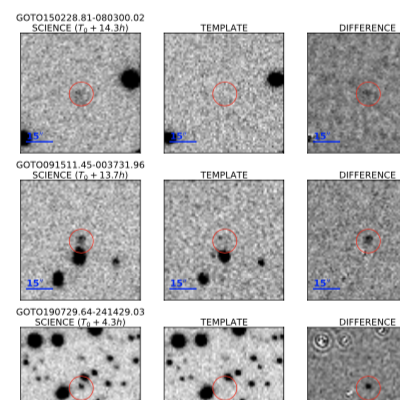 GOTO150228.81-080300.02
SCIENCE (T₀ + 14.3h) TEMPLATE DIFFERENCE
15" 15" 15
GOTO091511.45-003731.96
SCIENCE (T₀ + 13.7h) TEMPLATE DIFFERENCE
15" 15" 15"
GOTO190729.64-241429.03
SCIENCE (T₀ + 4.3h) TEMPLATE DIFFERENCE